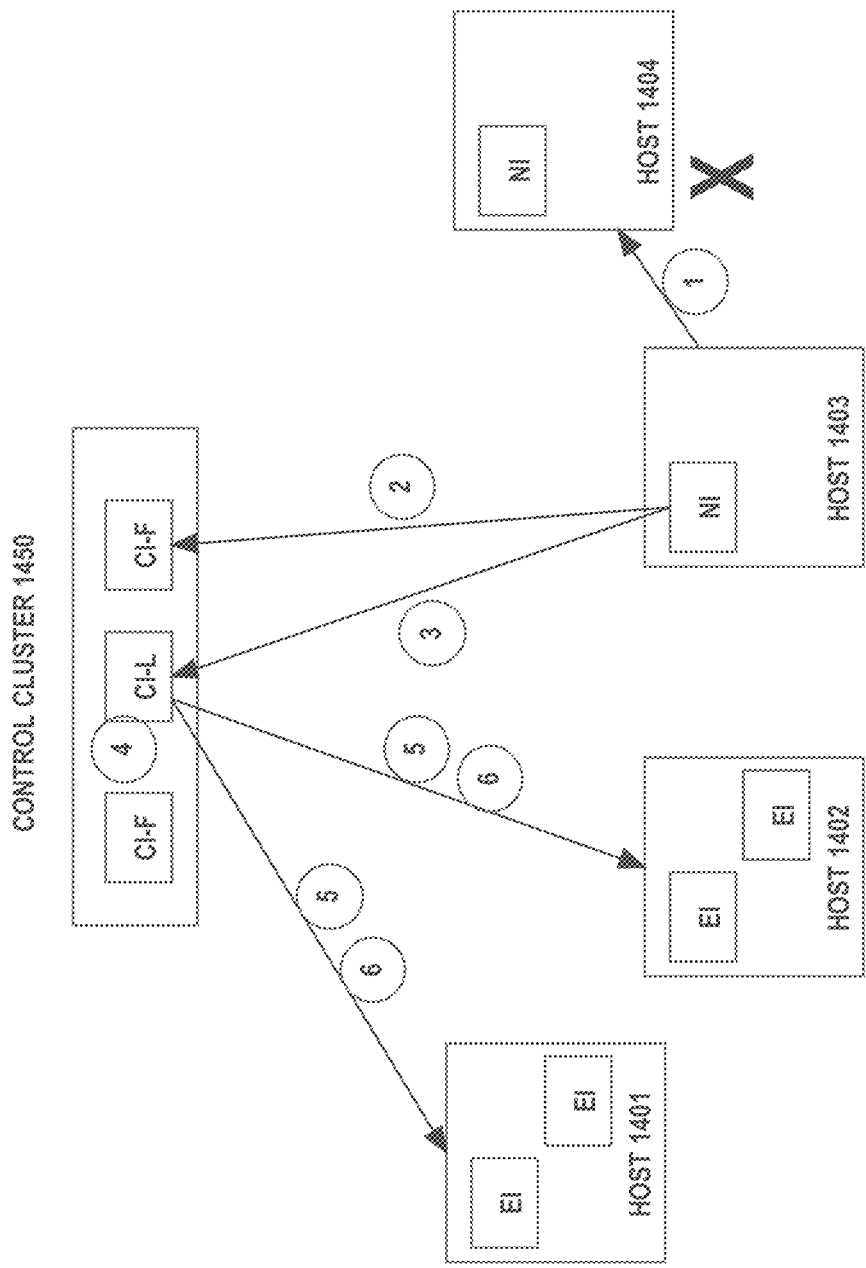 CONTROL CLUSTER 1450
CI-F
4
CI-L
CI-F
5
6
5
6
3
2
1
EI
EI
HOST 1401
EI
EI
HOST 1402
NI
HOST 1403
NI
HOST 1404
X